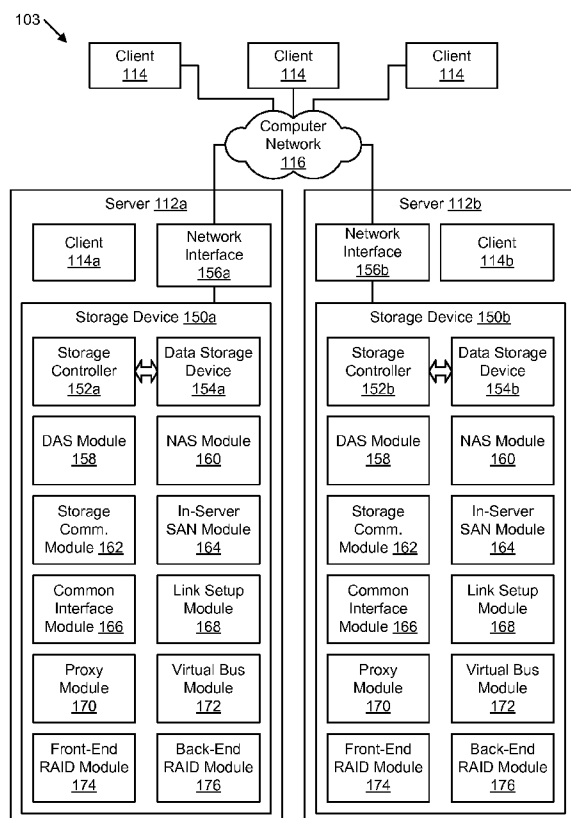 103
Client
114
Client
114
Client
114
Computer
Network
116
Server 112a
Client
114a
Network
Interface
156a
Storage Device 150a
Storage
Controller
152a
Data Storage
Device
154a
DAS Module
158
NAS Module
160
Storage
Comm.
Module 162
In-Server
SAN Module
164
Common
Interface
Module 166
Link Setup
Module
168
Proxy
Module
170
Virtual Bus
Module
172
Front-End
RAID Module
174
Back-End
RAID Module
176
Server 112b
Network
Interface
156b
Client
114b
Storage Device 150b
Storage
Controller
152b
Data Storage
Device
154b
DAS Module
158
NAS Module
160
Storage
Comm.
Module 162
In-Server
SAN Module
164
Common
Interface
Module 166
Link Setup
Module
168
Proxy
Module
170
Virtual Bus
Module
172
Front-End
RAID Module
174
Back-End
RAID Module
176